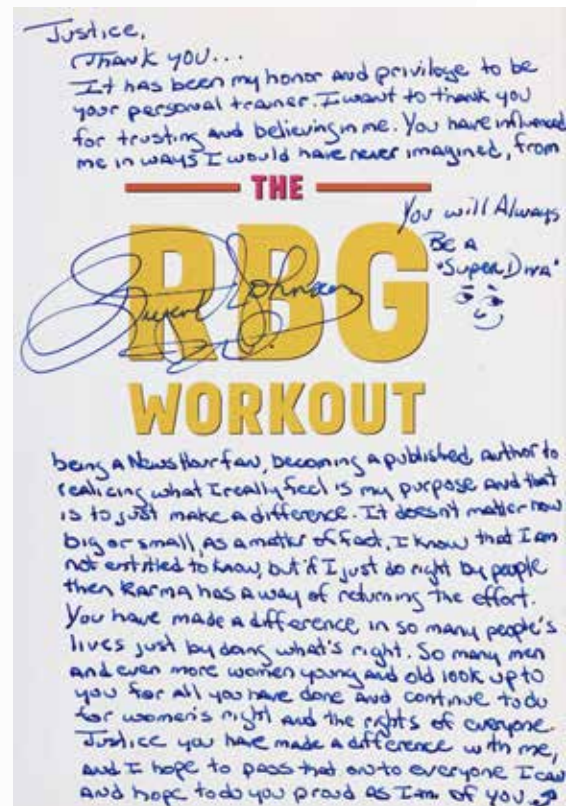 Justice,
Thank you...
It has been my honor and privilege to be
your personal trainer. I want to thank you
for trusting and believing in me. You have influenced
me in ways I would have never imagined, from
THE
RBG
WORKOUT
You will Always
Be A
"Super Diva"
Bryant Johnson
being a NewsHour fan, becoming a published author to
realicing what I really feel is my purpose and that
is to just make a difference. It doesn't matter how
big or small, as a matter of fact, I know that I am
not entitled to know, but if I just do right by people
then Karma has a way of returning the effort.
You have made a difference in so many people's
lives just by doing what's right. So many men
and even more women young and old look up to
you for all you have done and continue to do
for women's right and the rights of everyone.
Justice you have made a difference with me,
and I hope to pass that on to everyone I can
and hope to do you proud as I am of you.